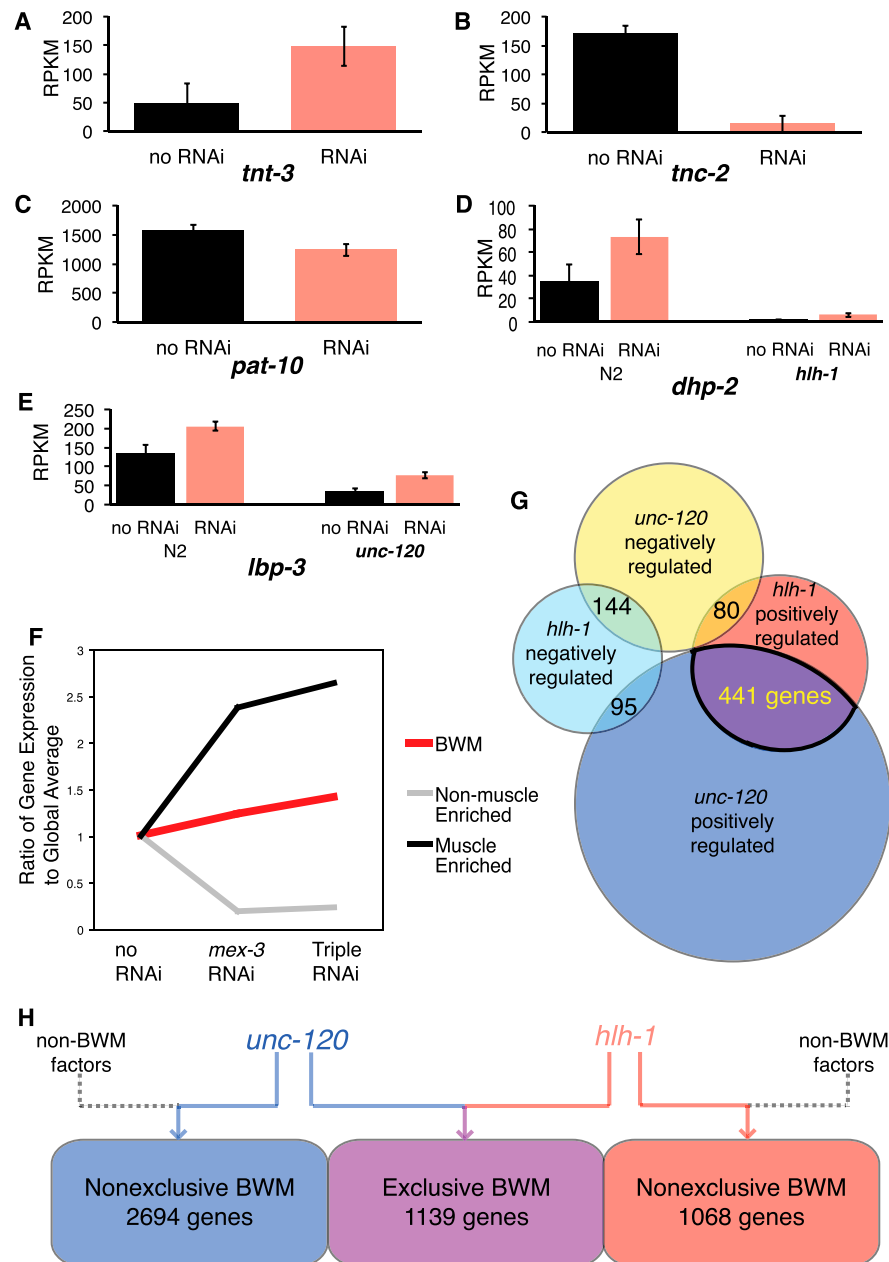 A
RPKM
200
150
100
50
0
no RNAi
RNAi
tnt-3
B
RPKM
200
150
100
50
0
no RNAi
RNAi
tnc-2
C
RPKM
2000
1500
1000
500
0
no RNAi
RNAi
pat-10
D
RPKM
100
80
60
40
20
0
no RNAi
RNAi
no RNAi
RNAi
N2
hlh-1
dhp-2
E
RPKM
250
200
150
100
50
0
no RNAi
RNAi
no RNAi
RNAi
N2
unc-120
lbp-3
F
Ratio of Gene Expression
to Global Average
3
2.5
2
1.5
1
0.5
0
no
RNAi
mex-3
RNAi
Triple
RNAi
BWM
Non-muscle
Enriched
Muscle
Enriched
G
unc-120
negatively
regulated
144
80
hlh-1
positively
regulated
hlh-1
negatively
regulated
95
441 genes
unc-120
positively
regulated
H
non-BWM
factors
unc-120
hlh-1
non-BWM
factors
Nonexclusive BWM
2694 genes
Exclusive BWM
1139 genes
Nonexclusive BWM
1068 genes